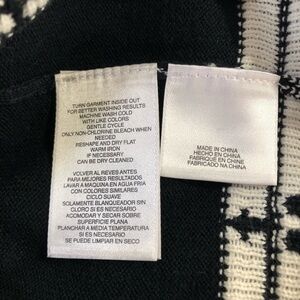 TURN GARMENT INSIDE OUT
FOR BETTER WASHING RESULTS
MACHINE WASH COLD
WITH LIKE COLORS
GENTLE CYCLE
ONLY NON-CHLORINE BLEACH WHEN
NEEDED
RESHAPE AND DRY FLAT
WARM IRON
IF NECESSARY
CAN BE DRY CLEANED
VOLVER AL REVES ANTES
PARA MEJORES RESULTADOS
LAVAR A MAQUINA EN AGUA FRIA
CON COLORES SIMILARES
CICLO SUAVE
SOLAMENTE BLANQUEADOR SIN
CLORO SI ES NECESARIO
ACOMODAR Y SECAR SOBRE
SUPERFICIE PLANA
PLANCHAR A TEMPERATURA MEDIA
SI ES NECESARIO
SE PUEDE LIMPIAR EN SECO
MADE IN CHINA
HECHO EN CHINA
FABRIQUÉ EN CHINE
FABRICADO EN CHINA